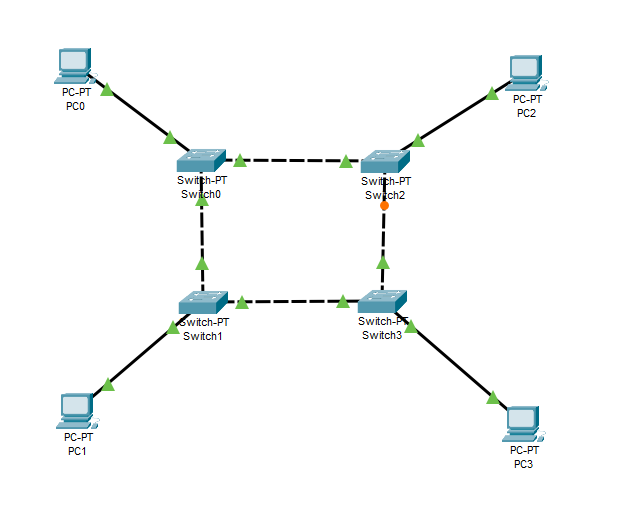 PC-PT
PC0
PC-PT
PC2
Switch-PT
Switch0
Switch-PT
Switch2
Switch-PT
Switch1
Switch-PT
Switch3
PC-PT
PC1
PC-PT
PC3